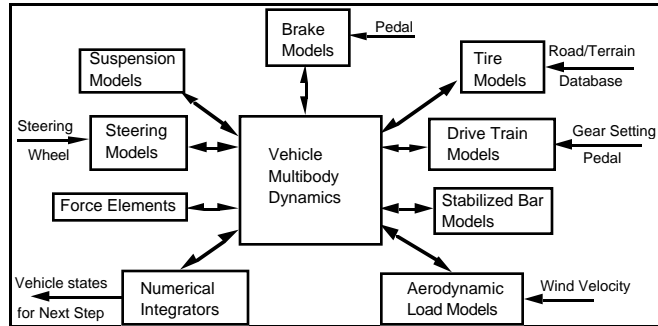 Brake
Models
Pedal
Suspension
Models
Tire
Models
Road/Terrain
Database
Steering
Wheel
Steering
Models
Vehicle
Multibody
Dynamics
Drive Train
Models
Gear Setting
Pedal
Force Elements
Stabilized Bar
Models
Vehicle states
for Next Step
Numerical
Integrators
Aerodynamic
Load Models
Wind Velocity